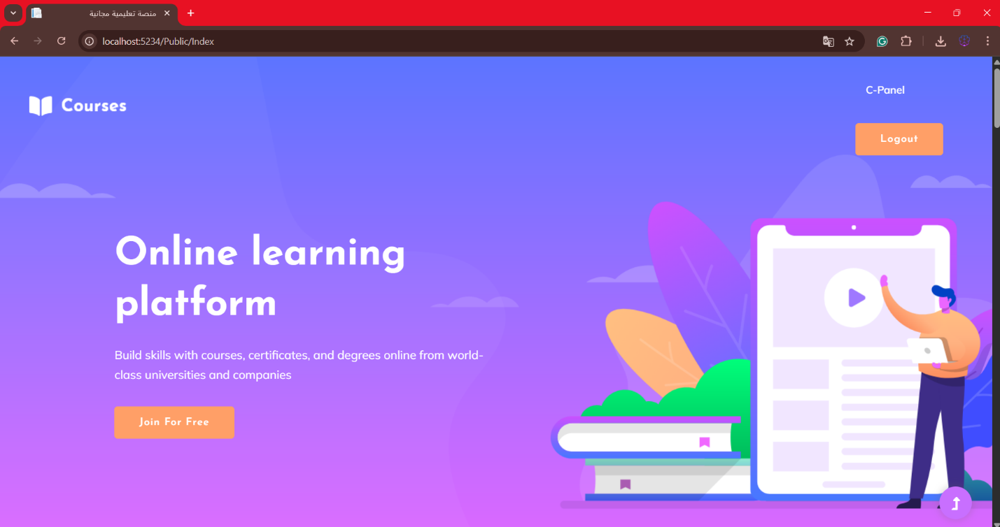 منصة تعليمية مجانية
localhost:5234/Public/Index
Courses
C-Panel
Logout
Online learning
platform
Build skills with courses, certificates, and degrees online from world-
class universities and companies
Join For Free